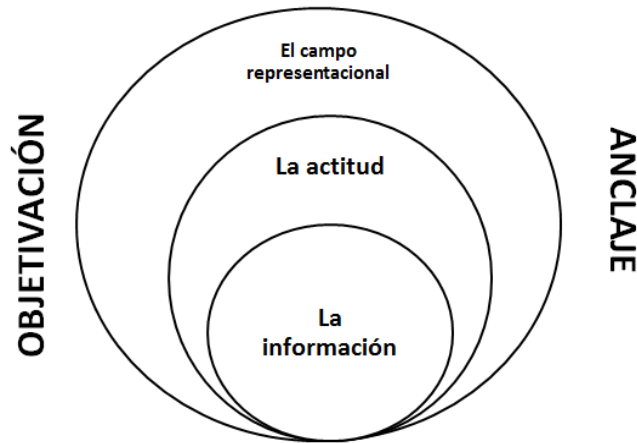 El campo
representacional
La actitud
La
información
OBJETIVACIÓN
ANCLAJE